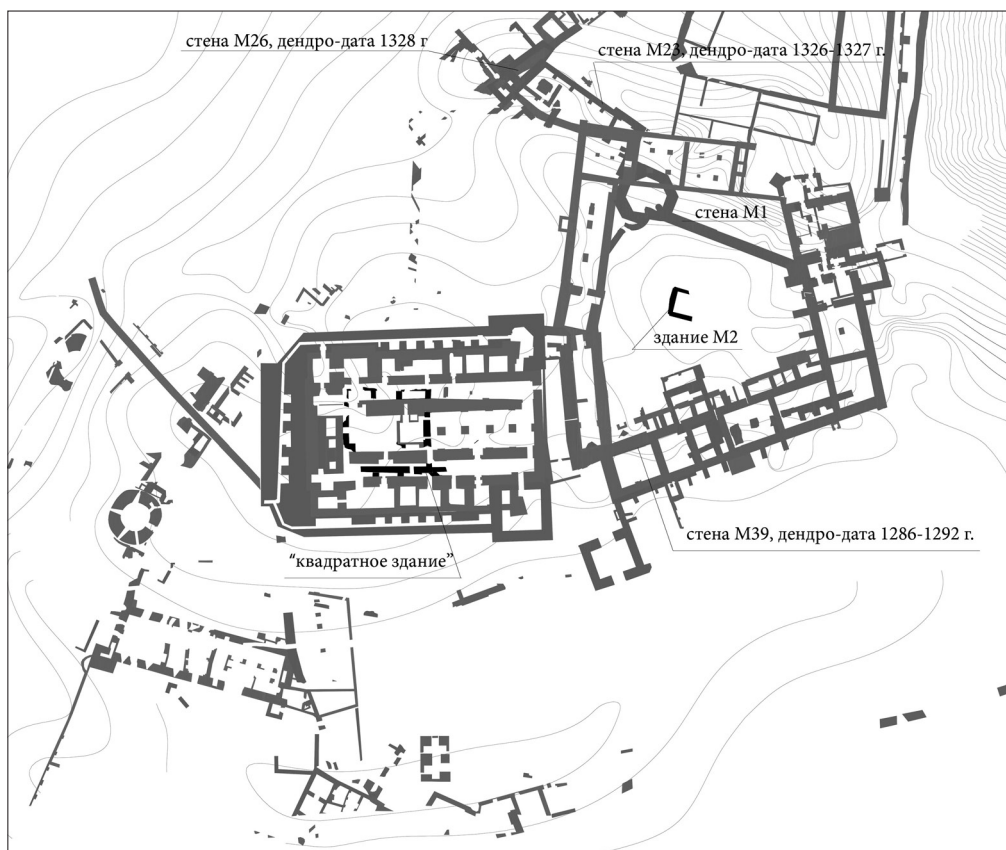 стена М26, дендро-дата 1328 г
стена М23, дендро-дата 1326-1327 г.
стена М1
здание М2
стена М39, дендро-дата 1286-1292 г.
“квадратное здание”